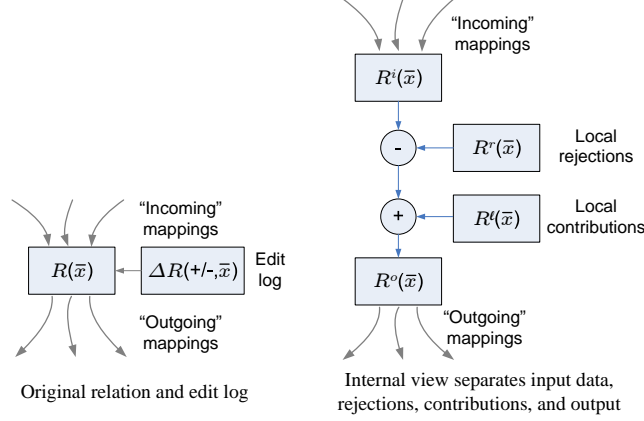 “Incoming”
mappings
R(x̄)
ΔR(+/-,x̄)
Edit
log
“Outgoing”
mappings
Original relation and edit log
“Incoming”
mappings
Rⁱ(x̄)
-
Rʳ(x̄)
Local
rejections
+
Rˡ(x̄)
Local
contributions
Rᵒ(x̄)
“Outgoing”
mappings
Internal view separates input data,
rejections, contributions, and output